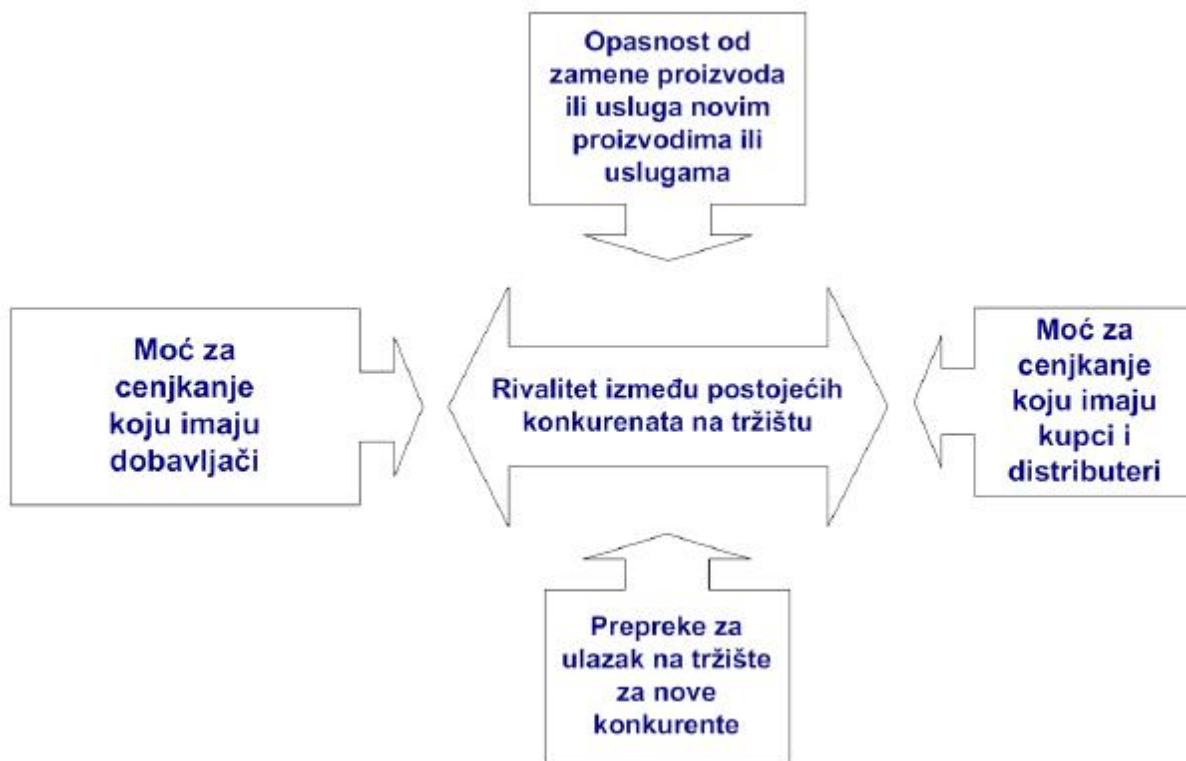 Opasnost od
zamene proizvoda
ili usluga novim
proizvodima ili
uslugama
Moć za
cenjkanje
koju imaju
dobavljači
Rivalitet između postojećih
konkurenata na tržištu
Moć za
cenjkanje
koju imaju
kupci i
distributeri
Prepreke za
ulazak na tržište
za nove
konkurente